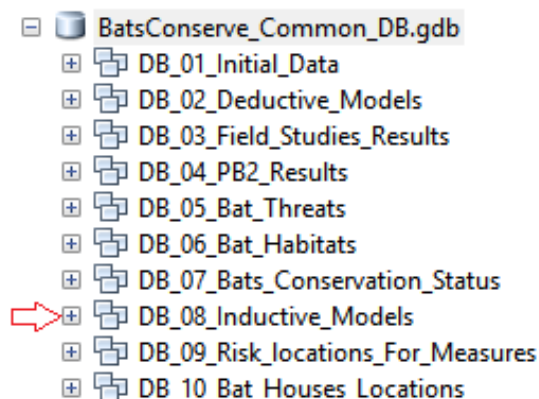 BatsConserve_Common_DB.gdb
DB_01_Initial_Data
DB_02_Deductive_Models
DB_03_Field_Studies_Results
DB_04_PB2_Results
DB_05_Bat_Threats
DB_06_Bat_Habitats
DB_07_Bats_Conservation_Status
DB_08_Inductive_Models
DB_09_Risk_locations_For_Measures
DB_10_Bat_Houses_Locations